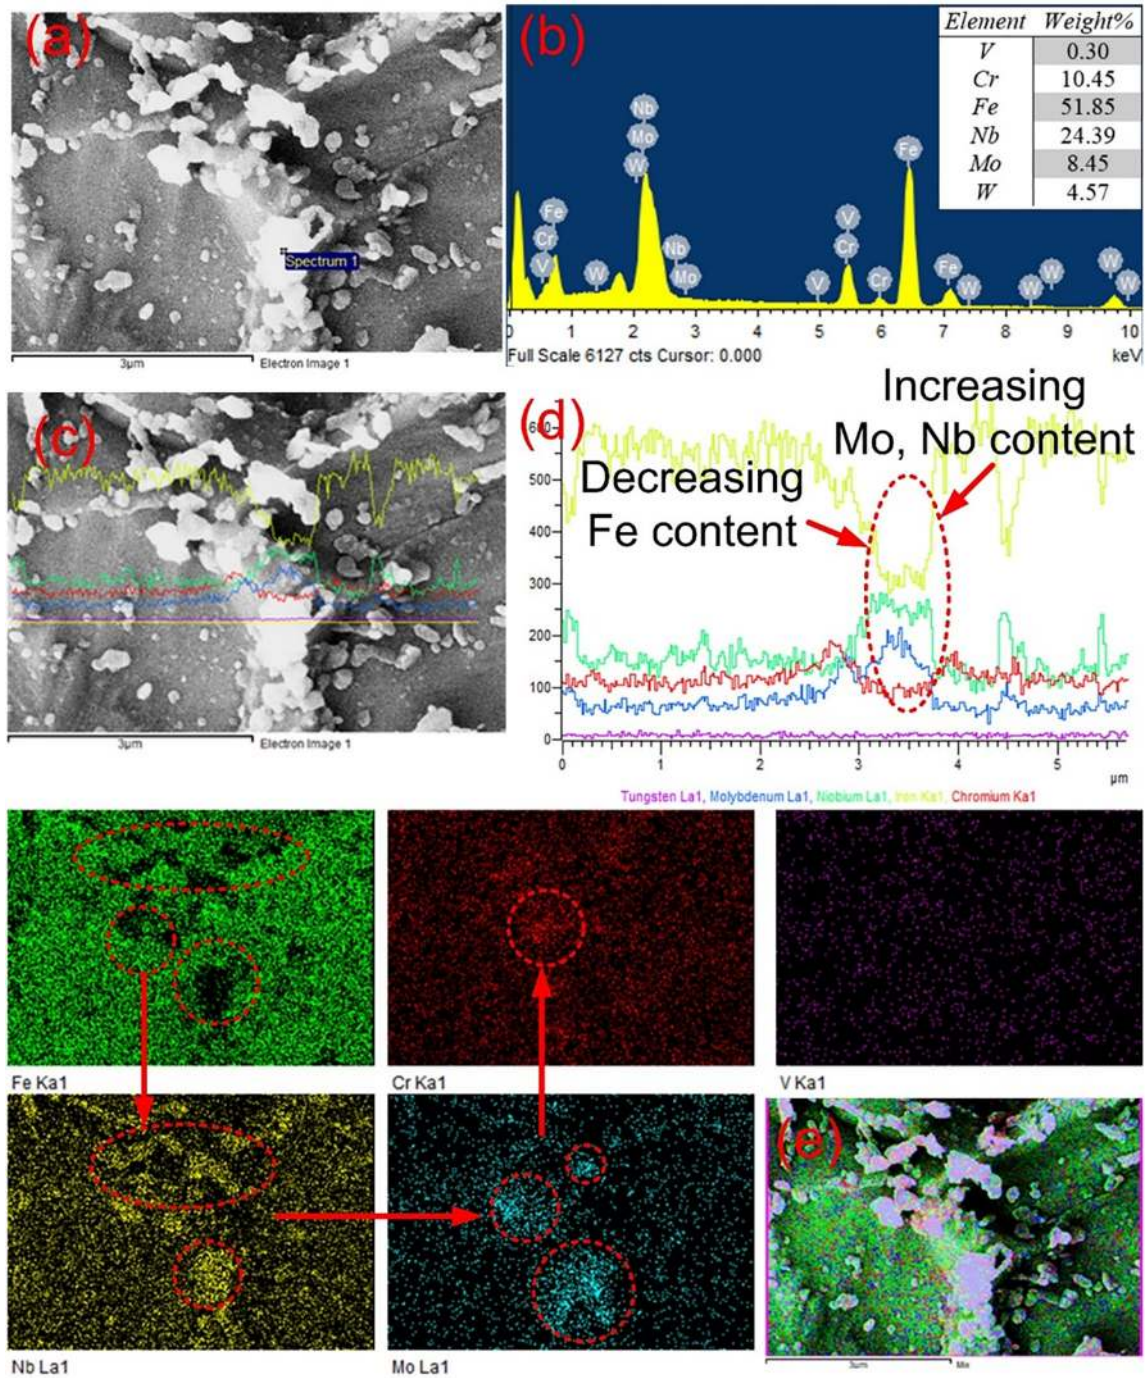 (a)
Spectrum 1
3μm
Electron Image 1
(b)
Element Weight%
V 0.30
Cr 10.45
Fe 51.85
Nb 24.39
Mo 8.45
W 4.57
Nb
Mo
W
Fe
Cr
V
W
Nb
Mo
V
Cr
V
Cr
Fe
Fe
W
W
W
W
W
0 1 2 3 4 5 6 7 8 9 10
Full Scale 6127 cts Cursor: 0.000
keV
(c)
3μm
Electron Image 1
(d)
Increasing
Mo, Nb content
Decreasing
Fe content
600
500
400
300
200
100
0
0 1 2 3 4 5
μm
Tungsten La1, Molybdenum La1, Niobium La1, Iron Ka1, Chromium Ka1
Fe Ka1
Cr Ka1
V Ka1
Nb La1
Mo La1
(e)
3μm
Mix